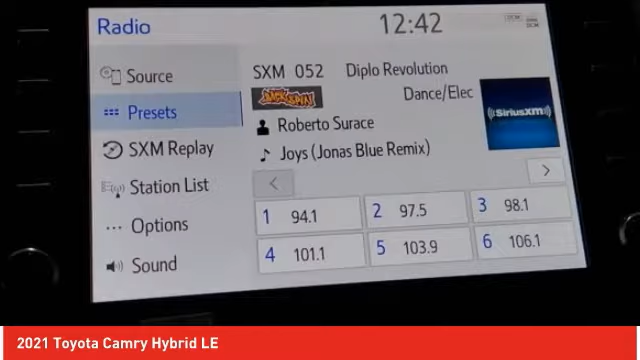 Radio
12:42
Source
Presets
SXM Replay
Station List
Options
Sound
SXM 052 Diplo Revolution
BACKSPIN
Dance/Elec
Roberto Surace
Joys (Jonas Blue Remix)
SiriusXM
<
>
1 94.1
2 97.5
3 98.1
4 101.1
5 103.9
6 106.1
2021 Toyota Camry Hybrid LE